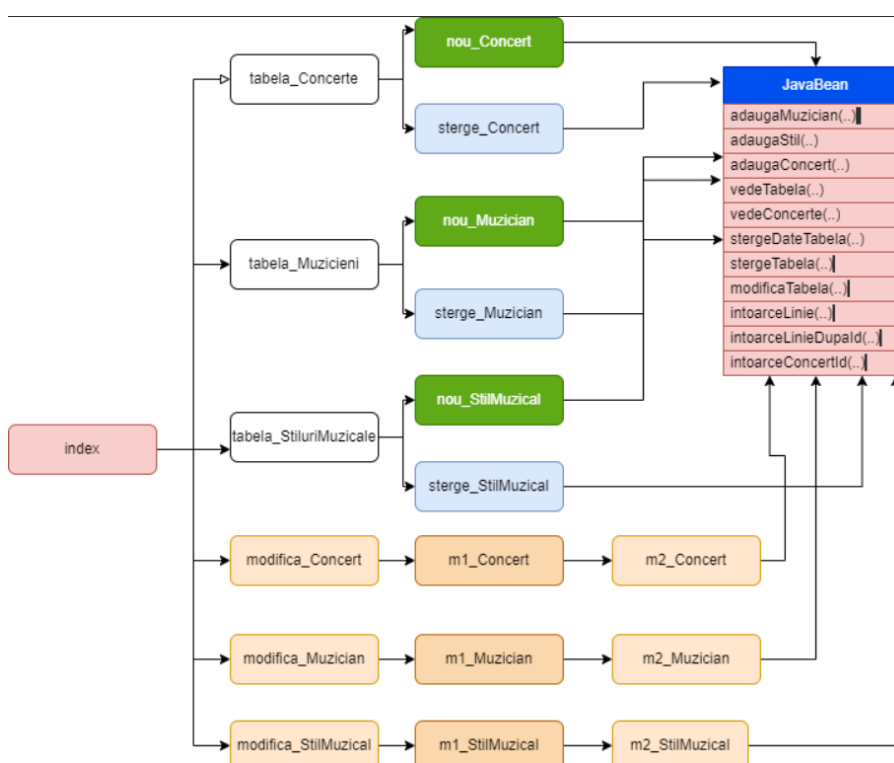 nou_Concert
tabela_Concerte
sterge_Concert
JavaBean
adaugaMuzician(..)
adaugaStil(..)
adaugaConcert(..)
vedeTabela(..)
vedeConcerte(..)
stergeDateTabela(..)
stergeTabela(..)
modificaTabela(..)
intoarceLinie(..)
intoarceLinieDupaId(..)
intoarceConcertId(..)
nou_Muzician
tabela_Muzicieni
sterge_Muzician
nou_StilMuzical
tabela_StiluriMuzicale
index
sterge_StilMuzical
modifica_Concert
m1_Concert
m2_Concert
modifica_Muzician
m1_Muzician
m2_Muzician
modifica_StilMuzical
m1_StilMuzical
m2_StilMuzical